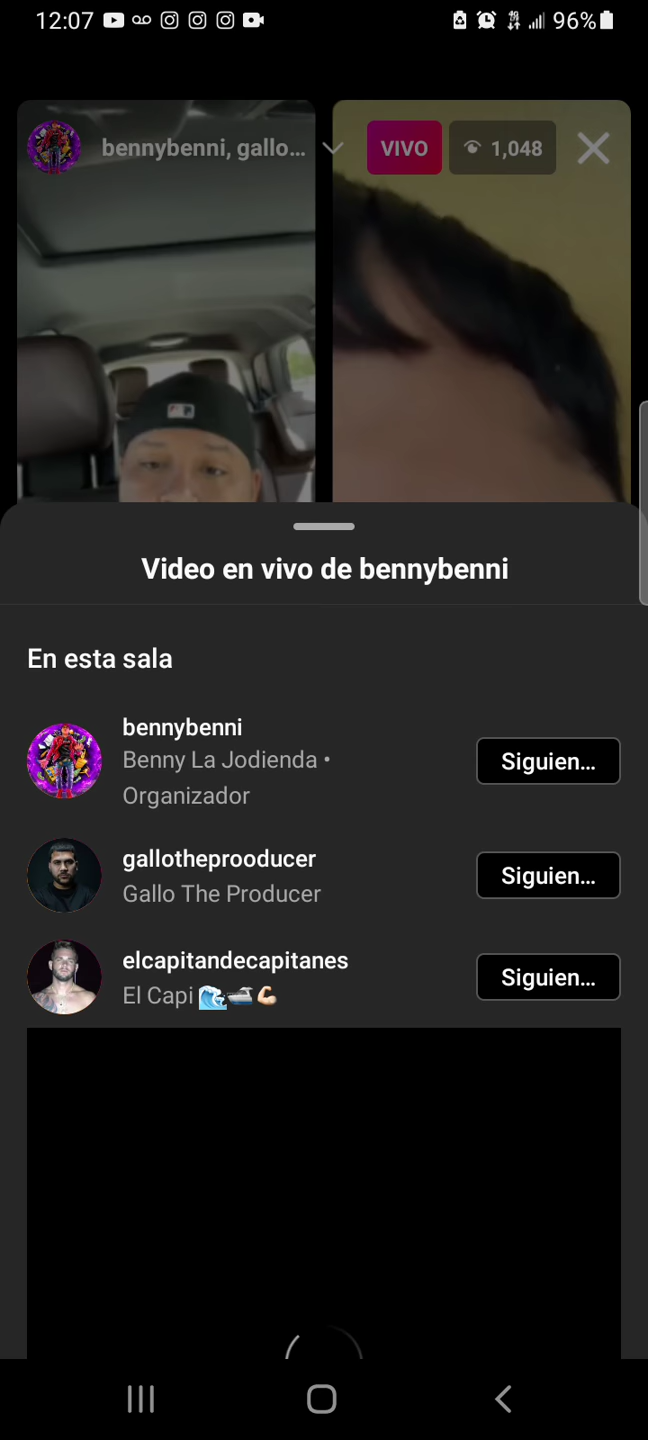 12:07 96%
bennybenni, gallo... VIVO 1,048
Video en vivo de bennybenni
En esta sala
bennybenni
Benny La Jodienda •
Organizador
Siguien...
gallotheprooducer
Gallo The Producer
Siguien...
elcapitandecapitanes
El Capi 🌊🚤💪🏻
Siguien...